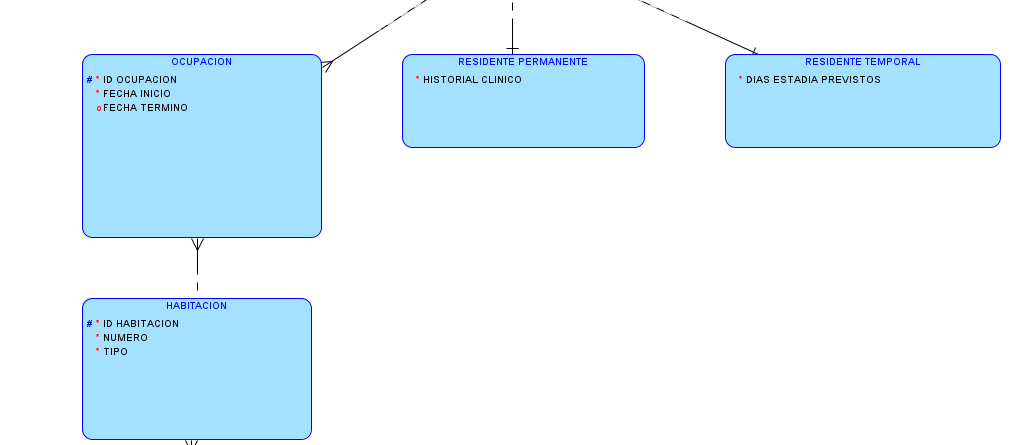 OCUPACION
# * ID OCUPACION
* FECHA INICIO
o FECHA TERMINO
RESIDENTE PERMANENTE
* HISTORIAL CLINICO
RESIDENTE TEMPORAL
* DIAS ESTADIA PREVISTOS
HABITACION
# * ID HABITACION
* NUMERO
* TIPO